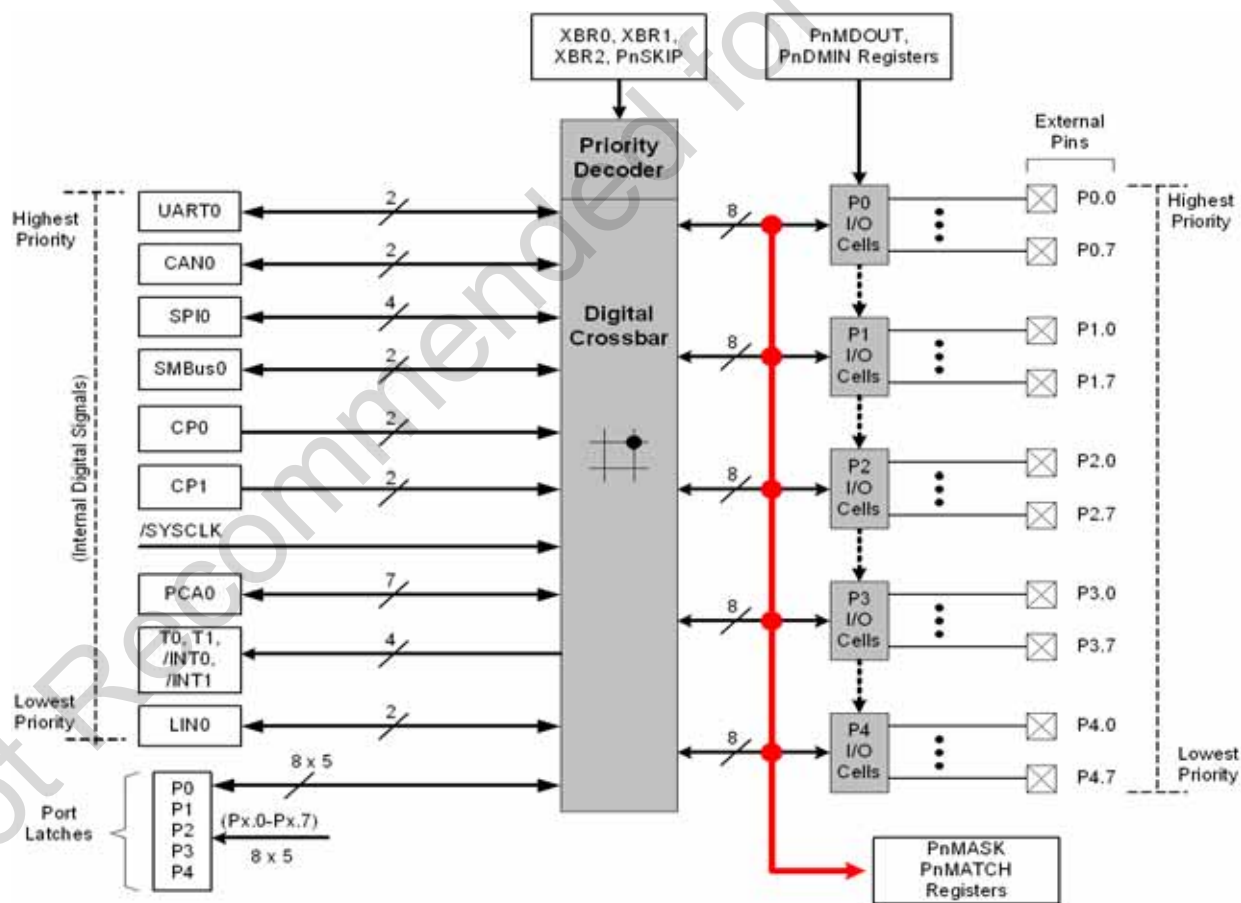 XBR0, XBR1,
XBR2, PnSKIP
PnMDOUT,
PnDMIN Registers
Priority
Decoder
External
Pins
Highest
Priority
UART0
2
8
P0
I/O
Cells
P0.0
P0.7
Highest
Priority
CAN0
2
SPI0
4
Digital
Crossbar
8
P1
I/O
Cells
P1.0
P1.7
SMBus0
2
(Internal Digital Signals)
CP0
2
CP1
2
8
P2
I/O
Cells
P2.0
P2.7
/SYSCLK
PCA0
7
8
P3
I/O
Cells
P3.0
P3.7
T0, T1,
/INT0,
/INT1
4
Lowest
Priority
LIN0
2
8
P4
I/O
Cells
P4.0
P4.7
Lowest
Priority
8 x 5
Port
Latches
P0
P1
P2
P3
P4
(Px.0-Px.7)
8 x 5
PnMASK
PnMATCH
Registers
Not Recommended for